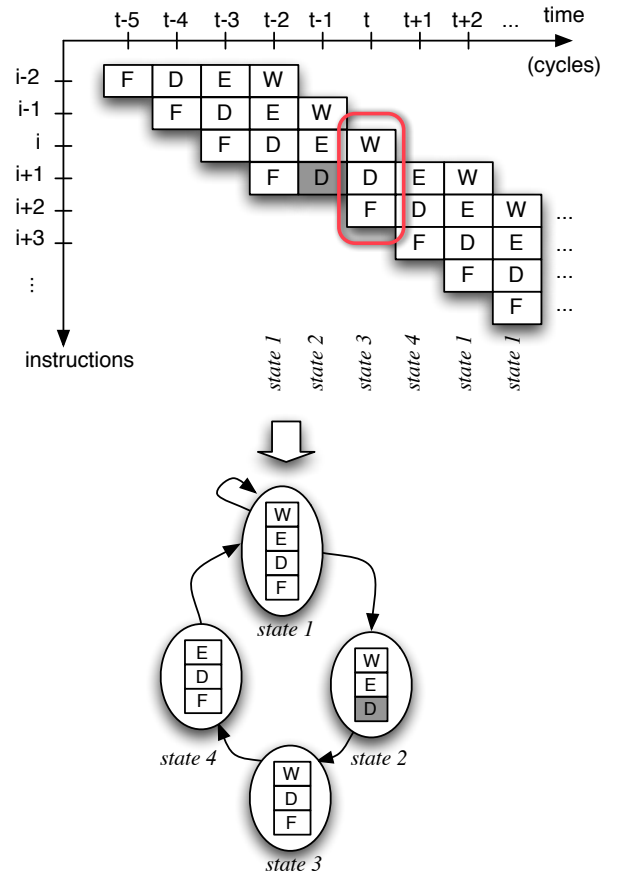 t-5 t-4 t-3 t-2 t-1 t t+1 t+2 ... time
(cycles)
i-2 F D E W
i-1 F D E W
i F D E W
i+1 F D D E W
i+2 F D E W ...
i+3 F D E ...
F D ...
... F ...
instructions
state 1 state 2 state 3 state 4 state 1 state 1
W
E
D
F
state 1
E
D
F
state 4
W
E
D
state 2
W
D
F
state 3